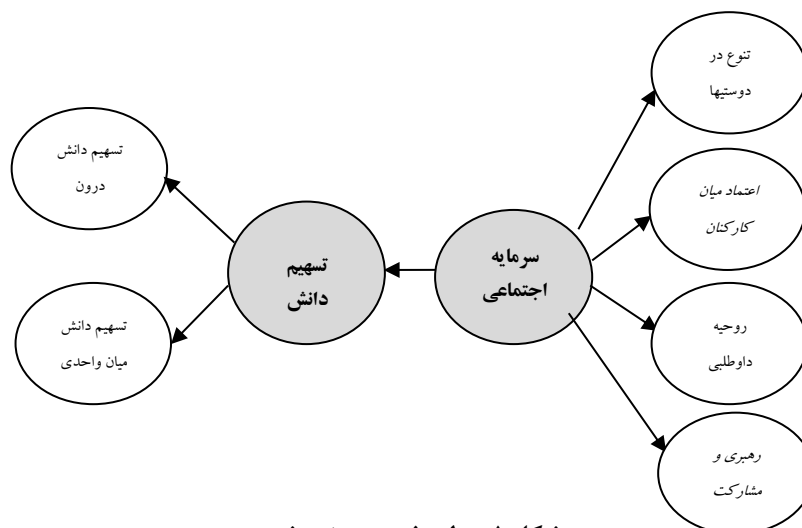 تنوع در
دوستیها
اعتماد میان
کارکنان
روحیه
داوطلبی
رهبری و
مشارکت
سرمایه
اجتماعی
تسهیم
دانش
تسهیم دانش
درون
تسهیم دانش
میان واحدی